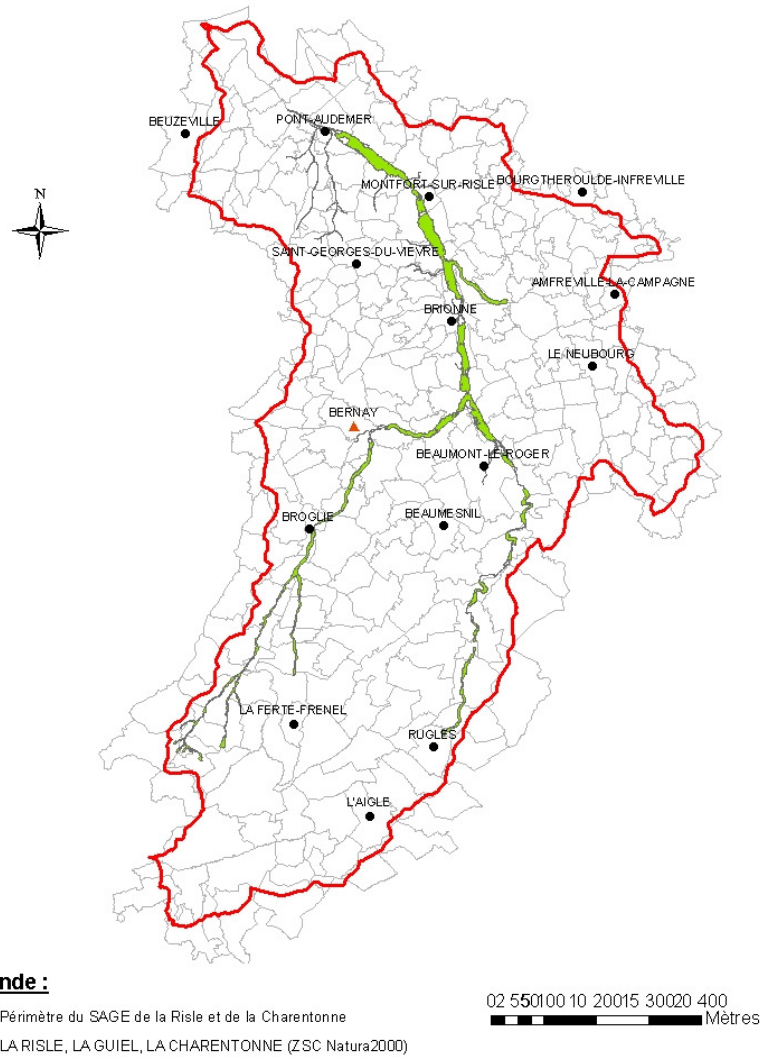 BEUZEVILLE
PONT-AUDEMER
MONTFORT-SUR-RISLE
BOURGTHEROULDE-INFREVILLE
N
SAINT-GEORGES-DU-VIEVRE
AMFREVILLE-LA-CAMPAGNE
BRIONNE
LE NEUBOURG
BERNAY
BEAUMONT-LE-ROGER
BROGLIE
BEAUMESNIL
LA FERTE-FRENEL
RUGLES
L'AIGLE
nde :
Périmètre du SAGE de la Risle et de la Charentonne
LA RISLE, LA GUIEL, LA CHARENTONNE (ZSC Natura2000)
Mètres